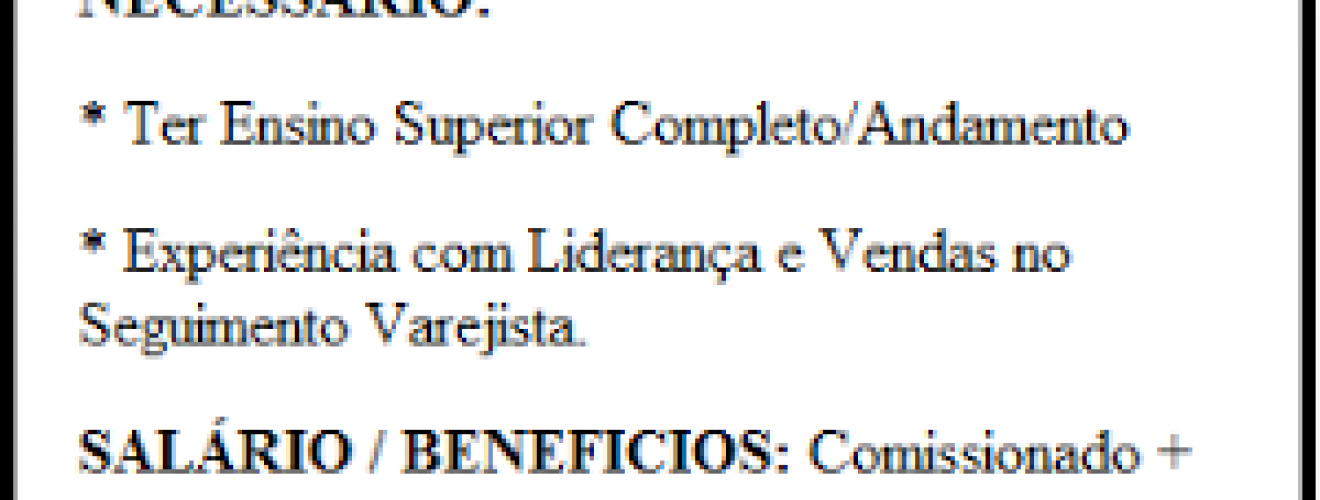 NECESSÁRIO:
* Ter Ensino Superior Completo/Andamento
* Experiência com Liderança e Vendas no
Seguimento Varejista.
SALÁRIO / BENEFICIOS: Comissionado +